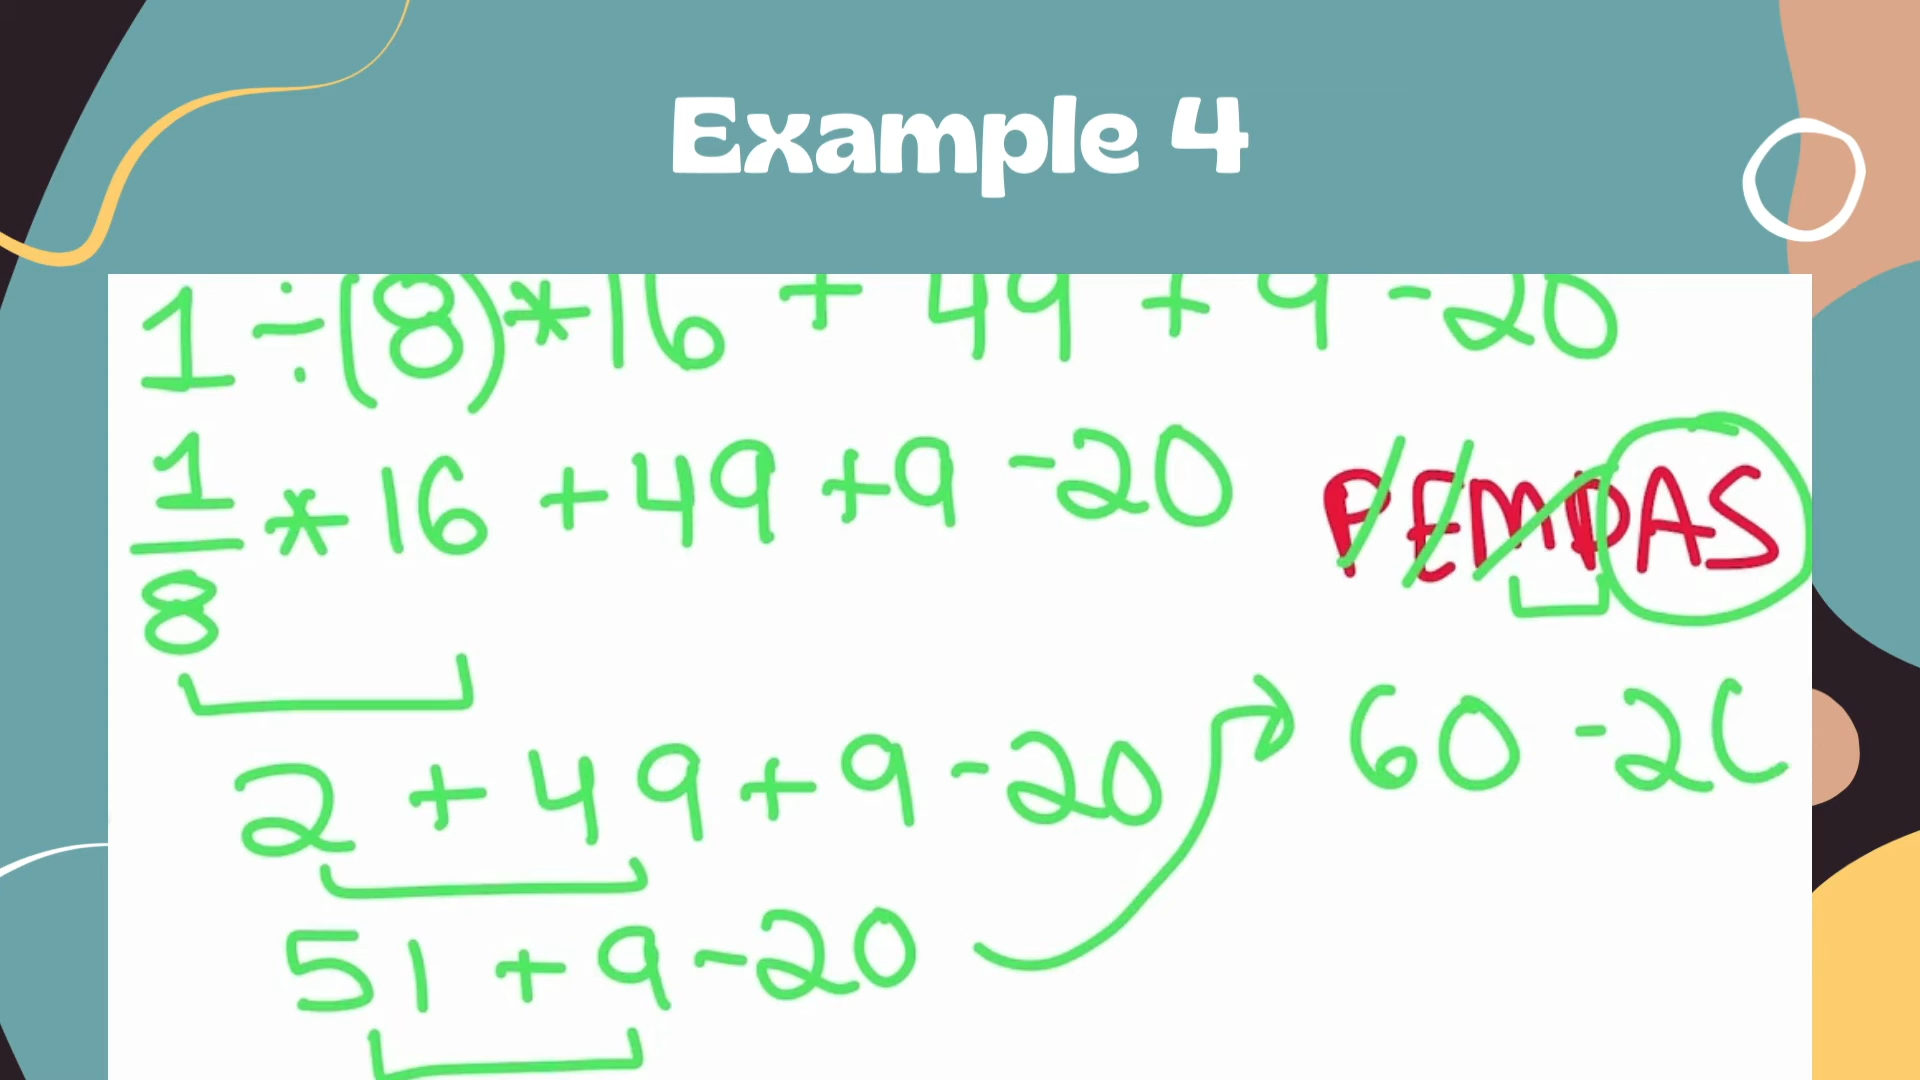 Example 4
1 ÷ (8) * 16 + 49 + 9 - 20
1/8 * 16 + 49 + 9 - 20
PEMDAS
2 + 49 + 9 - 20
60 - 20
51 + 9 - 20